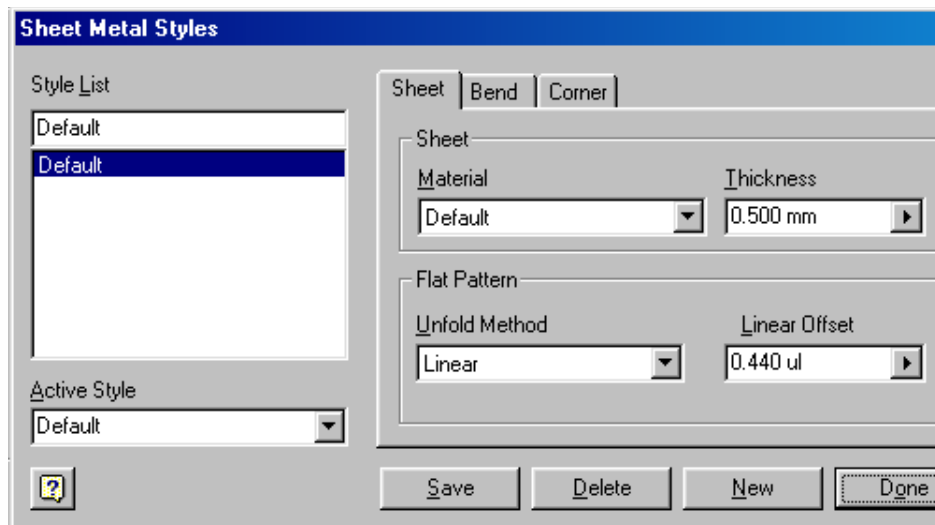 Sheet Metal Styles
Style List
Default
Default
Active Style
Default
Sheet Bend Corner
Sheet
Material Thickness
Default 0.500 mm
Flat Pattern
Unfold Method Linear Offset
Linear 0.440 ul
? Save Delete New Done